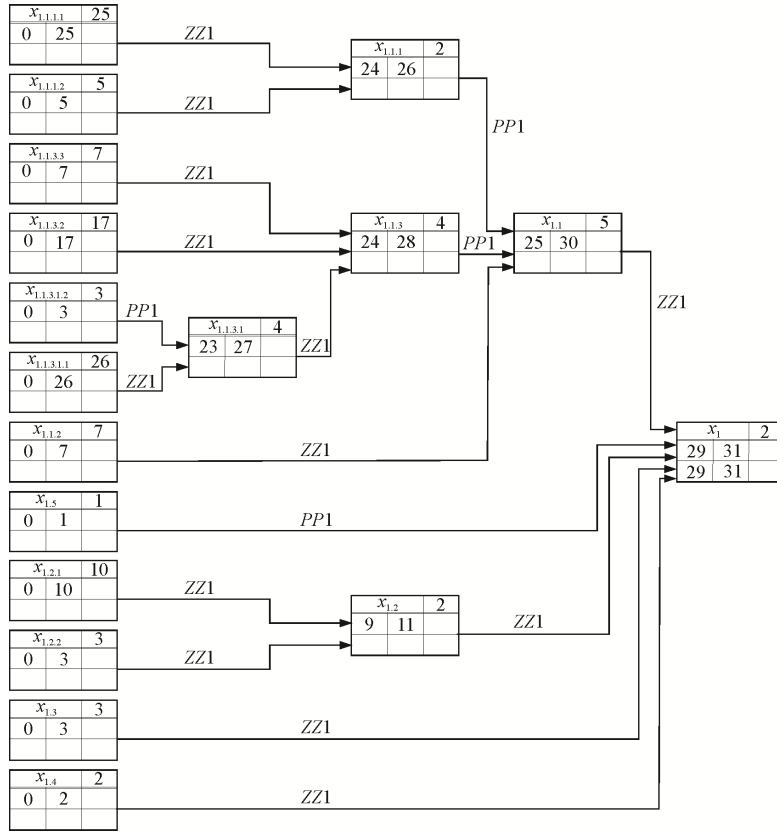 x1.1.1.1 25
0 25
ZZ1
x1.1.1 2
24 26
x1.1.1.2 5
0 5
ZZ1
PP1
x1.1.3.3 7
0 7
ZZ1
x1.1.3.2 17
0 17
ZZ1
x1.1.3 4
24 28
PP1
x1.1 5
25 30
ZZ1
x1.1.3.1.2 3
0 3
PP1
x1.1.3.1 4
23 27
ZZ1
x1.1.3.1.1 26
0 26
ZZ1
x1.1.2 7
0 7
ZZ1
x1 2
29 31
29 31
x1.5 1
0 1
PP1
x1.2.1 10
0 10
ZZ1
x1.2 2
9 11
ZZ1
x1.2.2 3
0 3
ZZ1
x1.3 3
0 3
ZZ1
x1.4 2
0 2
ZZ1